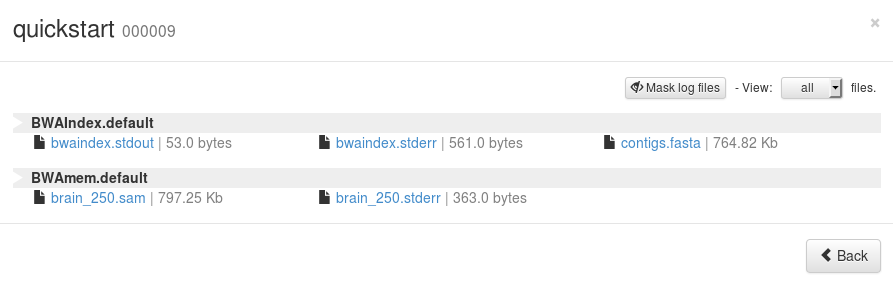 quickstart 000009 ×
Mask log files - View: all files.
BWAIndex.default
bwaindex.stdout | 53.0 bytes bwaindex.stderr | 561.0 bytes contigs.fasta | 764.82 Kb
BWAmem.default
brain_250.sam | 797.25 Kb brain_250.stderr | 363.0 bytes
Back